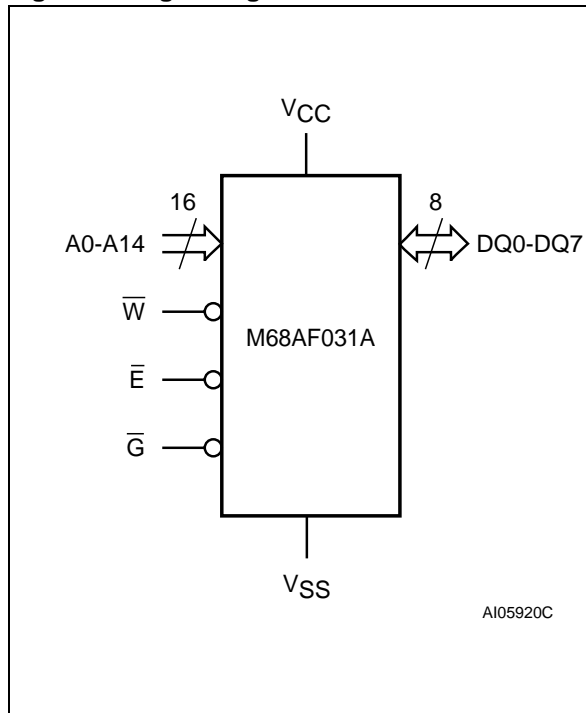 VCC
16
8
A0-A14
DQ0-DQ7
W̅
M68AF031A
E̅
G̅
VSS
AI05920C